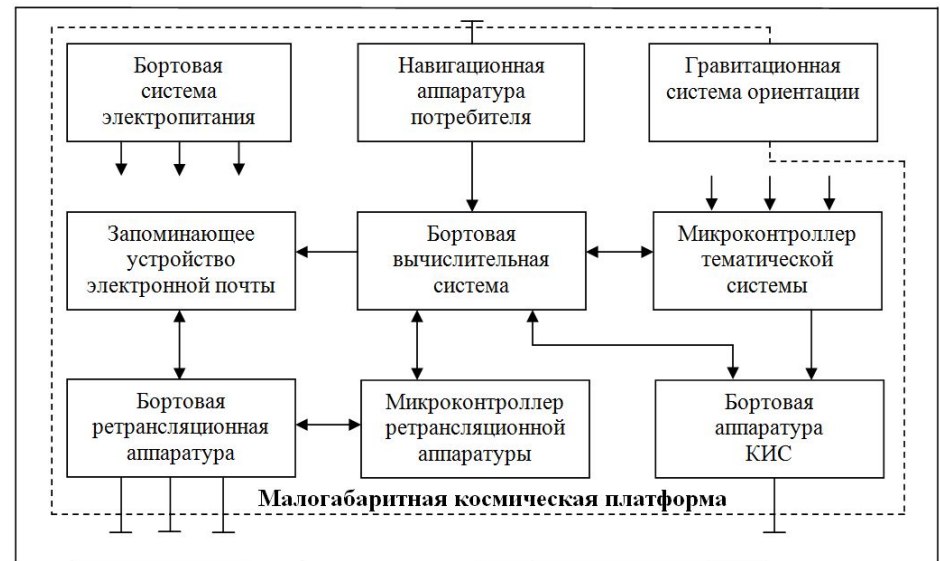 Бортовая
система
электропитания
Навигационная
аппаратура
потребителя
Гравитационная
система ориентации
Запоминающее
устройство
электронной почты
Бортовая
вычислительная
система
Микроконтроллер
тематической
системы
Бортовая
ретрансляционная
аппаратура
Микроконтроллер
ретрансляционной
аппаратуры
Бортовая
аппаратура
КИС
Малогабаритная космическая платформа